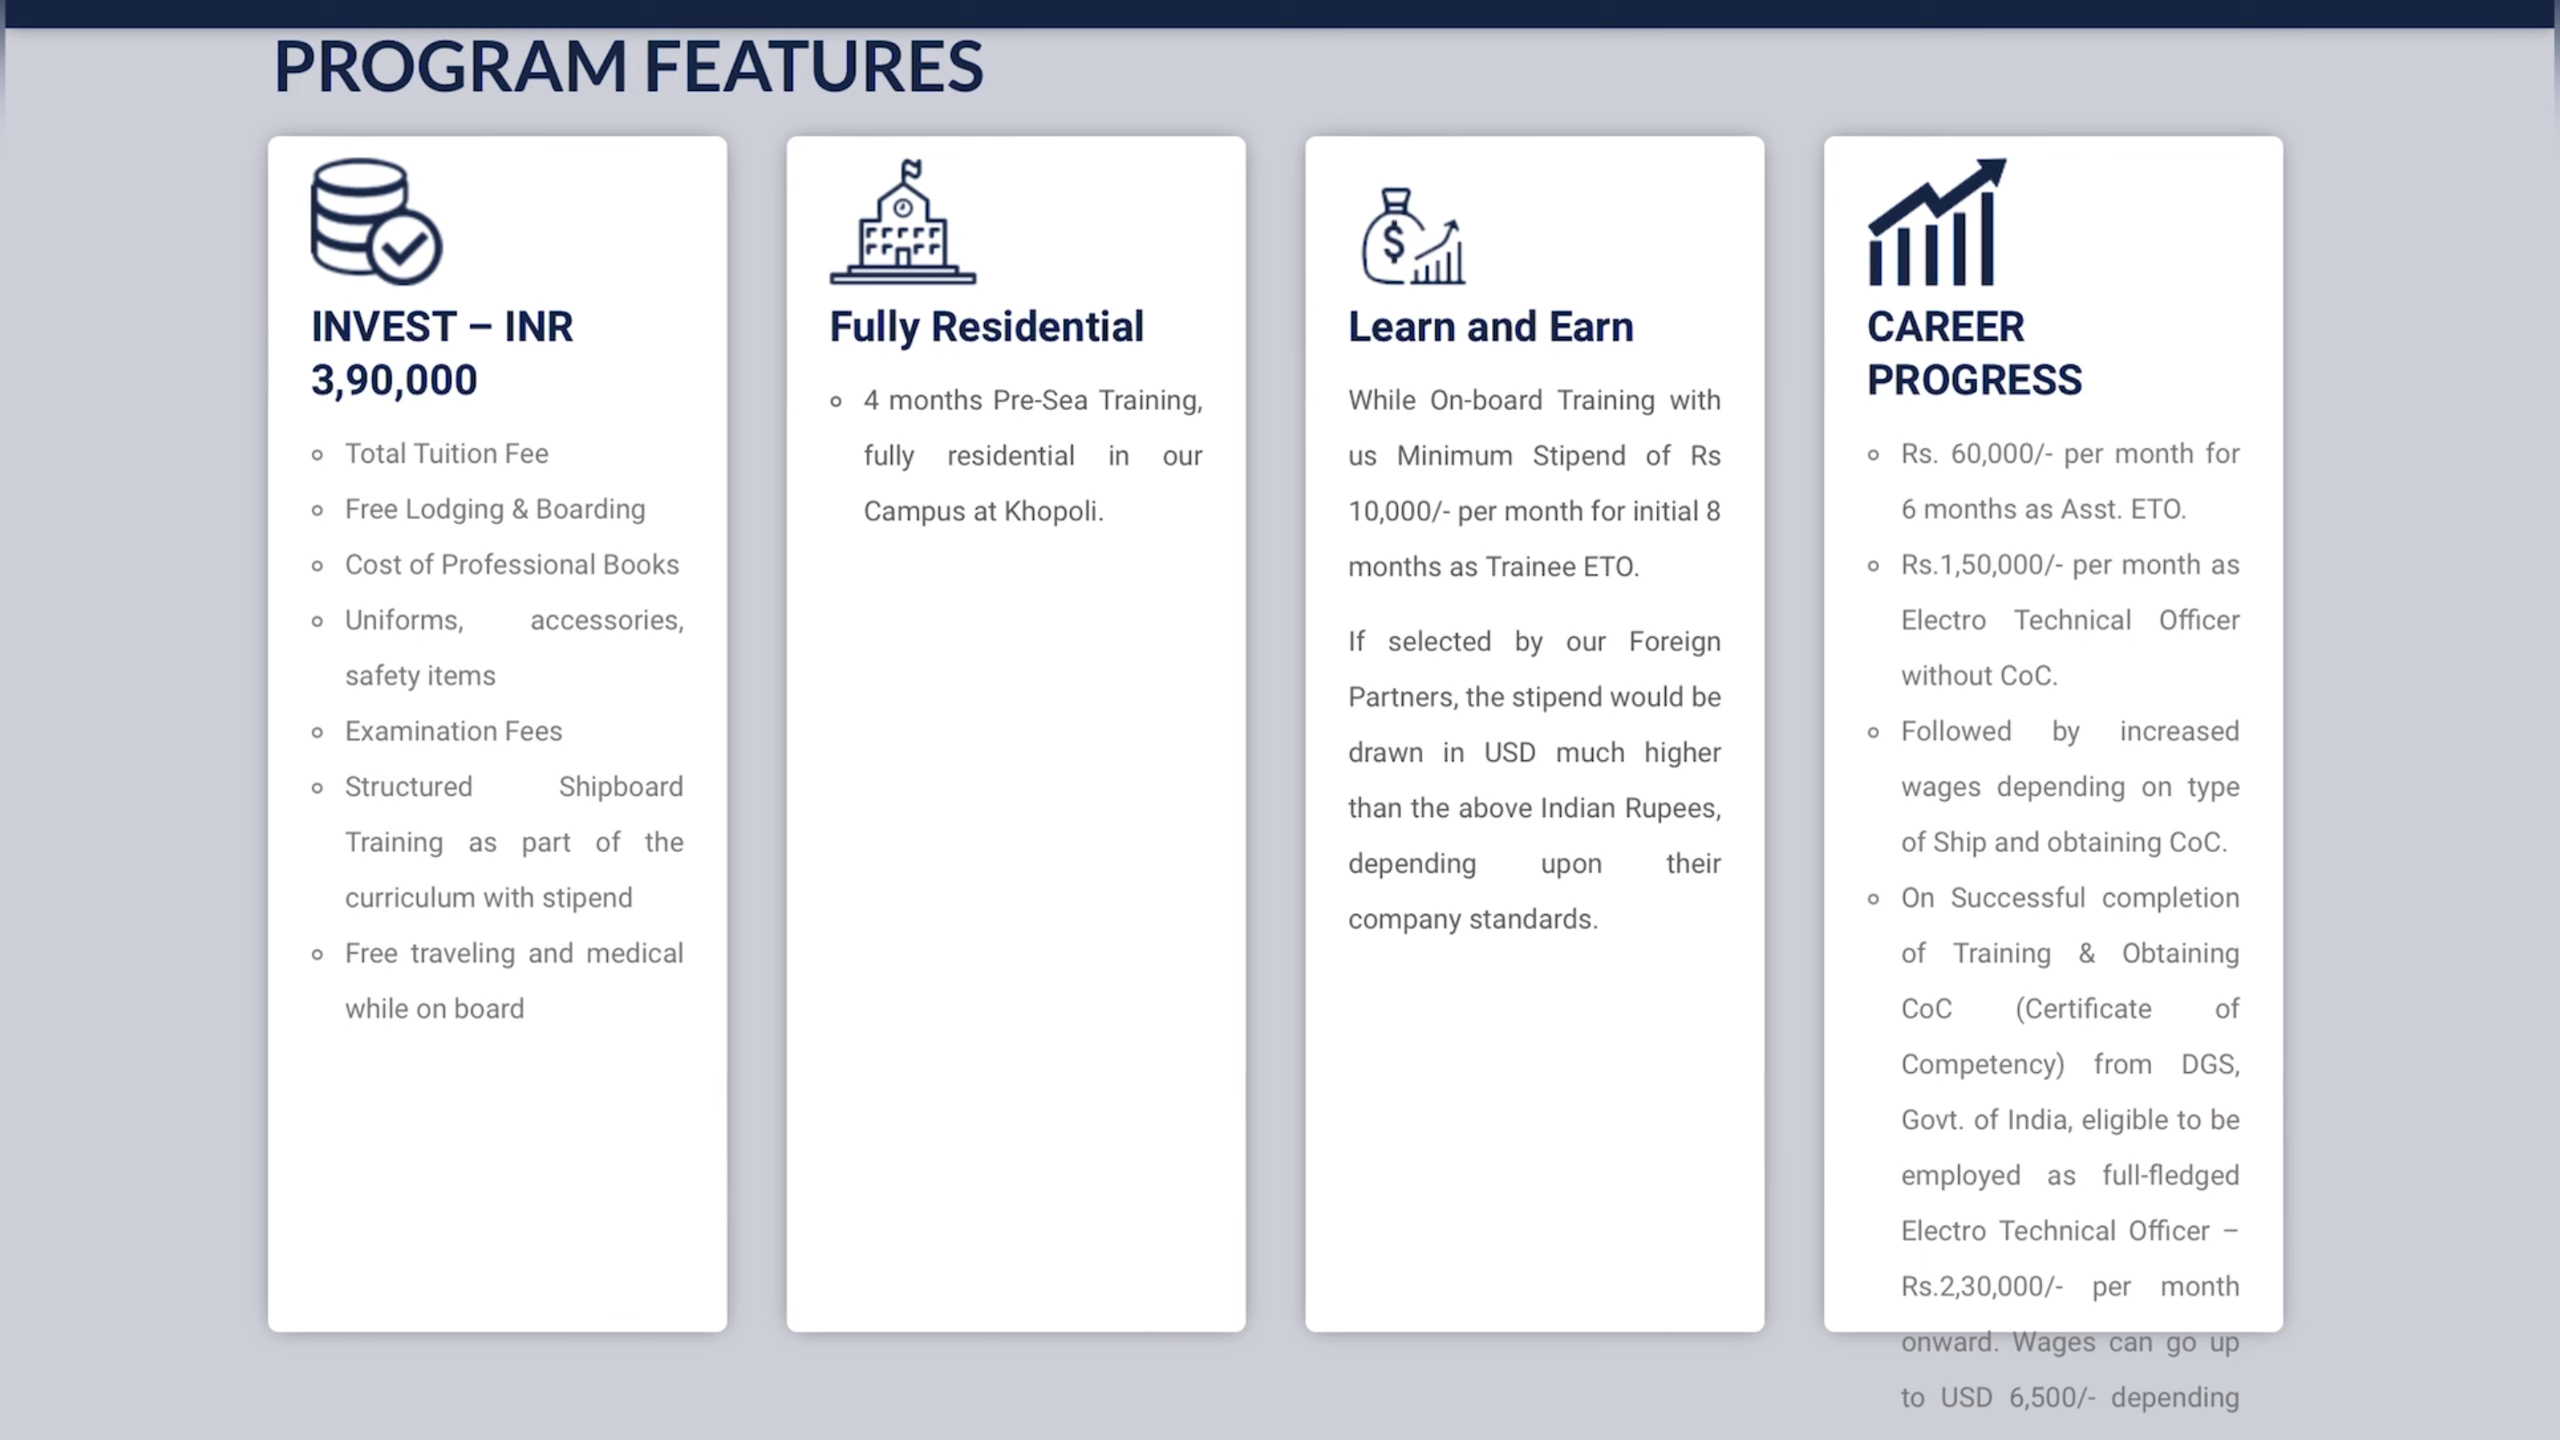 PROGRAM FEATURES
INVEST – INR
3,90,000
Total Tuition Fee
Free Lodging & Boarding
Cost of Professional Books
Uniforms, accessories,
safety items
Examination Fees
Structured Shipboard
Training as part of the
curriculum with stipend
Free traveling and medical
while on board
Fully Residential
4 months Pre-Sea Training,
fully residential in our
Campus at Khopoli.
Learn and Earn
While On-board Training with
us Minimum Stipend of Rs
10,000/- per month for initial 8
months as Trainee ETO.
If selected by our Foreign
Partners, the stipend would be
drawn in USD much higher
than the above Indian Rupees,
depending upon their
company standards.
CAREER
PROGRESS
Rs. 60,000/- per month for
6 months as Asst. ETO.
Rs.1,50,000/- per month as
Electro Technical Officer
without CoC.
Followed by increased
wages depending on type
of Ship and obtaining CoC.
On Successful completion
of Training & Obtaining
CoC (Certificate of
Competency) from DGS,
Govt. of India, eligible to be
employed as full-fledged
Electro Technical Officer –
Rs.2,30,000/- per month
onward. Wages can go up
to USD 6,500/- depending